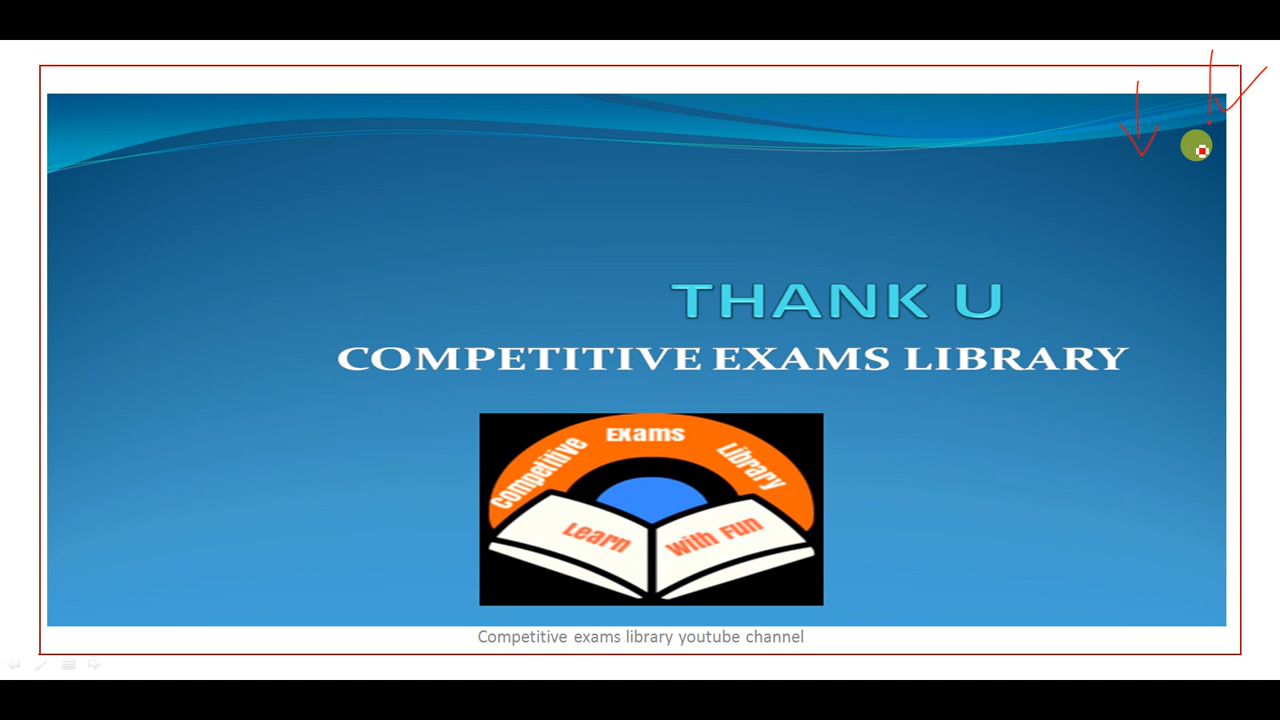 THANK U
COMPETITIVE EXAMS LIBRARY
Competitive Exams Library
Learn with Fun
Competitive exams library youtube channel